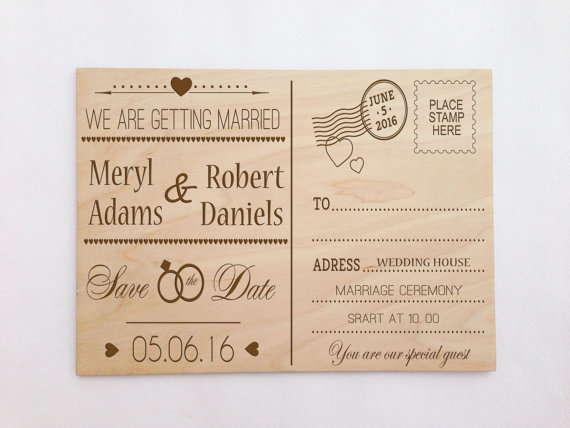 WE ARE GETTING MARRIED
Meryl Adams & Robert Daniels
Save the Date
05.06.16
JUNE
· 5 ·
2016
PLACE
STAMP
HERE
TO
ADRESS WEDDING HOUSE
MARRIAGE CEREMONY
SRART AT 10. 00
You are our special guest